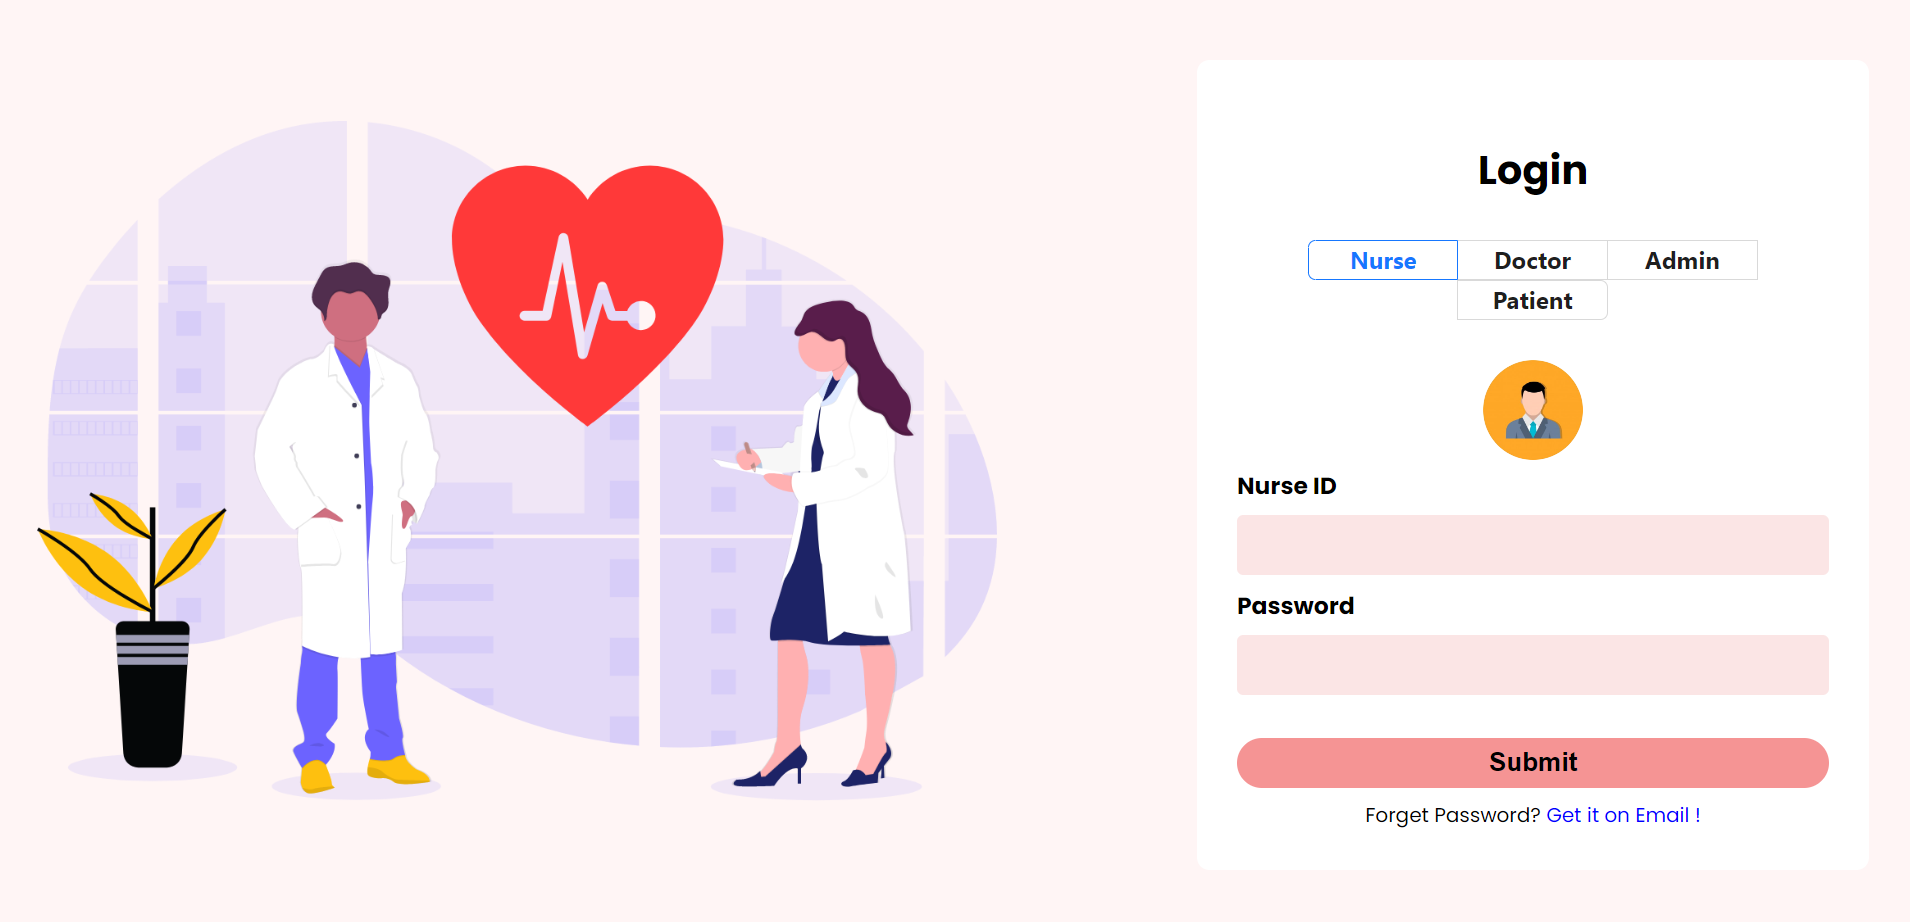 Login
Nurse Doctor Admin
Patient
Nurse ID
Password
Submit
Forget Password? Get it on Email !